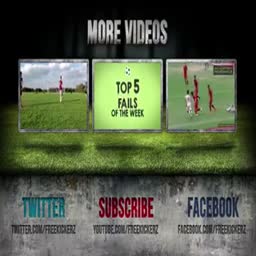 MORE VIDEOS
TOP 5
FAILS
OF THE WEEK
TWITTER
SUBSCRIBE
FACEBOOK
TWITTER.COM/FREEKICKERZ
YOUTUBE.COM/FREEKICKERZ
FACEBOOK.COM/FREEKICKERZ